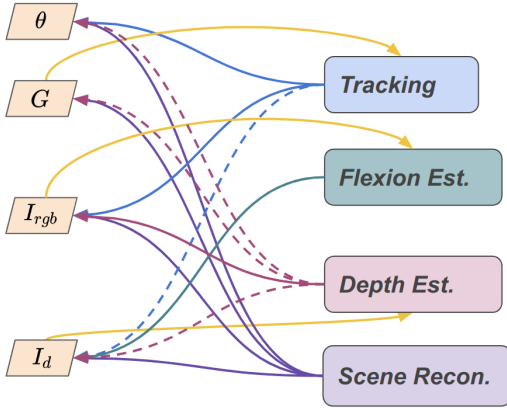 θ
G
I_rgb
I_d
Tracking
Flexion Est.
Depth Est.
Scene Recon.